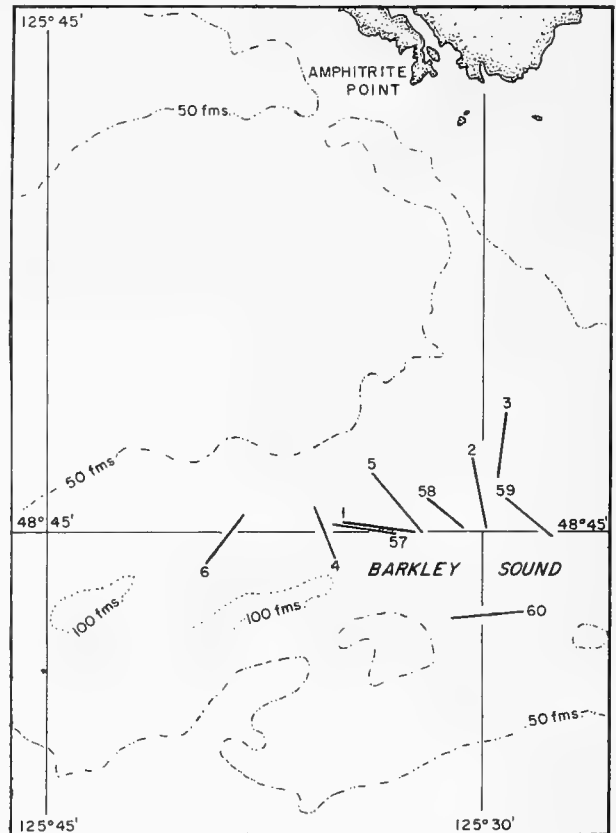 125° 45'
AMPHITRITE
POINT
50 fms.
3
2
5
58
59
50 fms.
1
48° 45'
48° 45'
57
6
4
BARKLEY SOUND
100 fms.
100 fms.
60
50 fms.
125° 45'
125° 30'